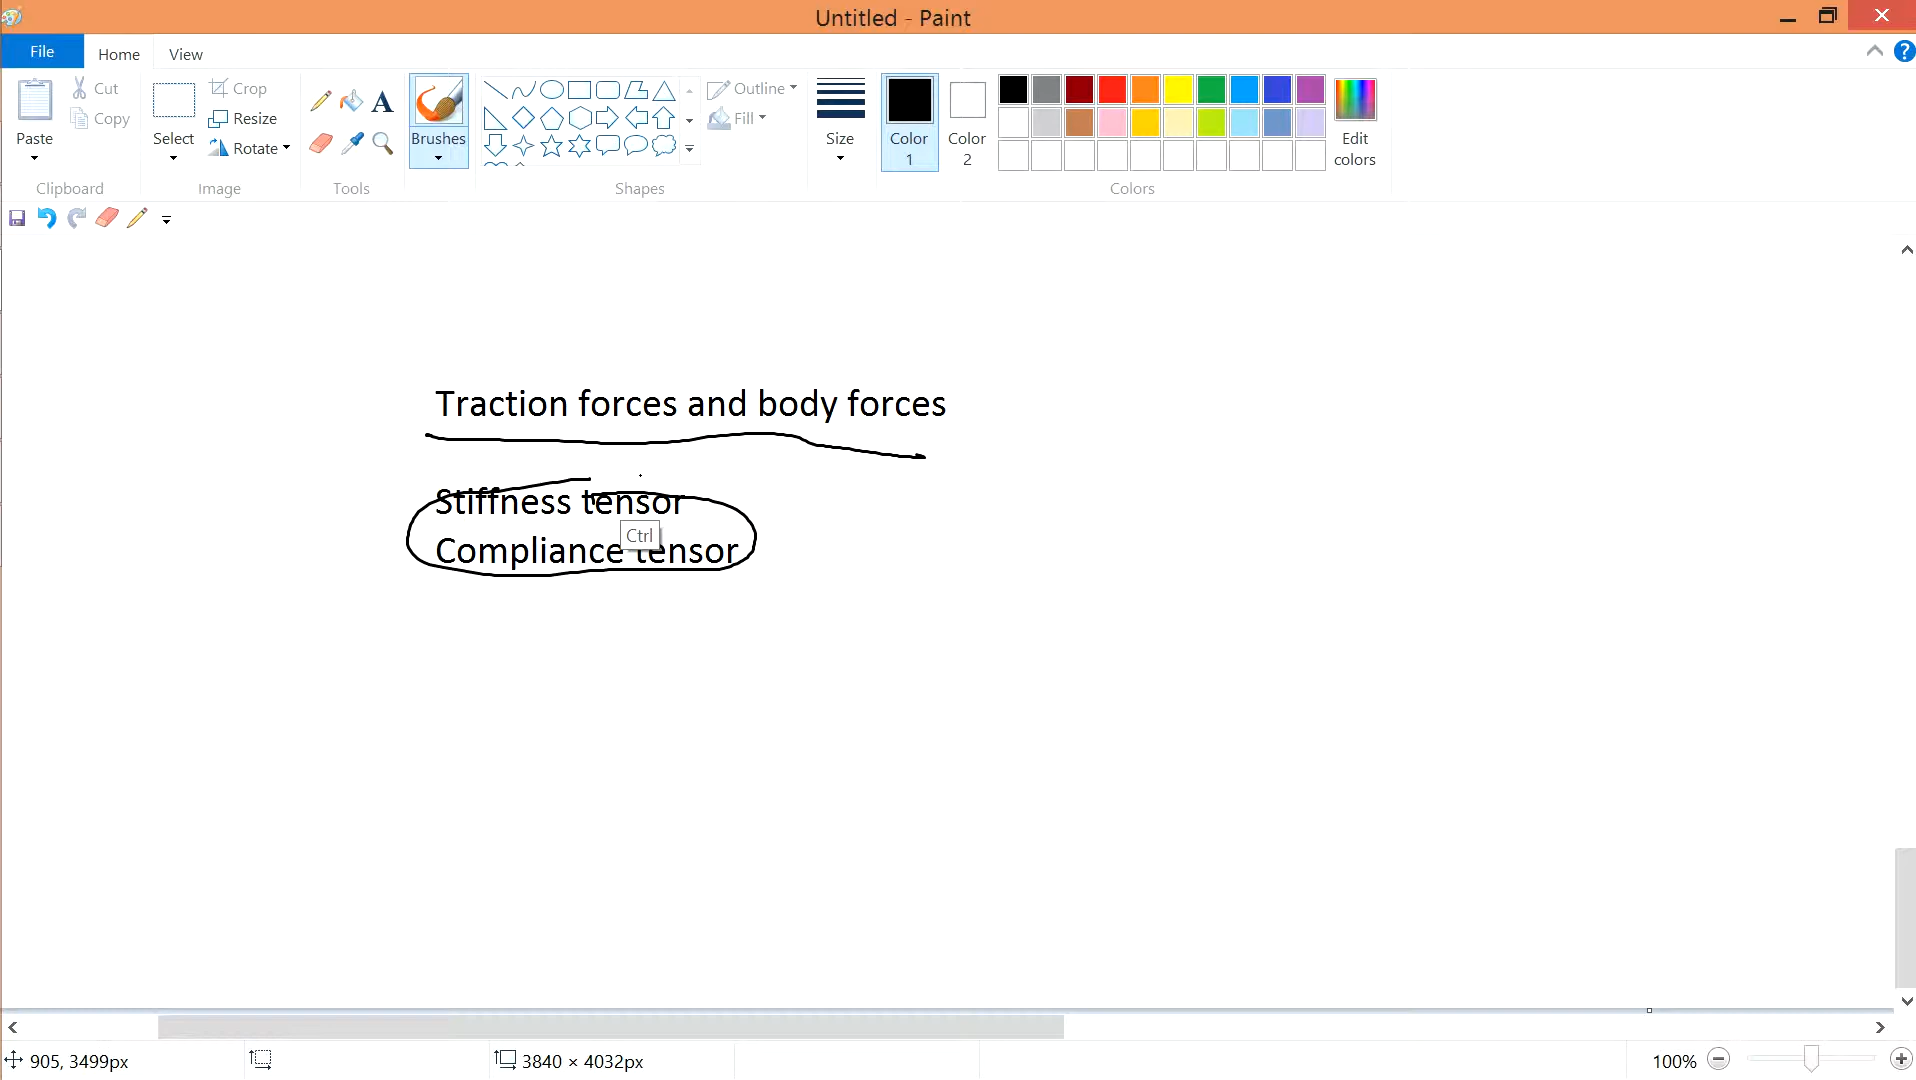 Untitled - Paint
File Home View
Paste Cut Copy Clipboard
Select Crop Resize Rotate Image
Tools
Brushes
Shapes Outline Fill
Size
Color 1
Color 2
Edit colors
Colors
Traction forces and body forces
Stiffness tensor
Ctrl
Compliance tensor
905, 3499px
3840 × 4032px
100%